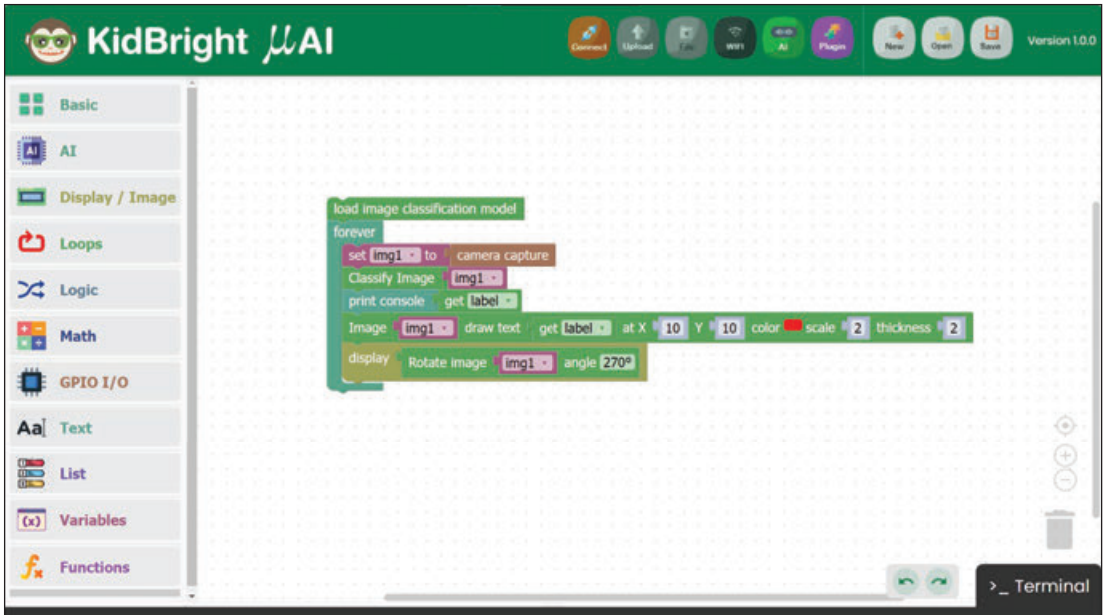 KidBright μAI
Connect Upload Edit WIFI AI Plugin New Open Save Version 1.0.0
Basic
AI
Display / Image
Loops
Logic
Math
GPIO I/O
Text
List
Variables
Functions
load image classification model
forever
set img1 to camera capture
Classify Image img1
print console get label
Image img1 draw text get label at X 10 Y 10 color scale 2 thickness 2
display Rotate image img1 angle 270º
>_ Terminal